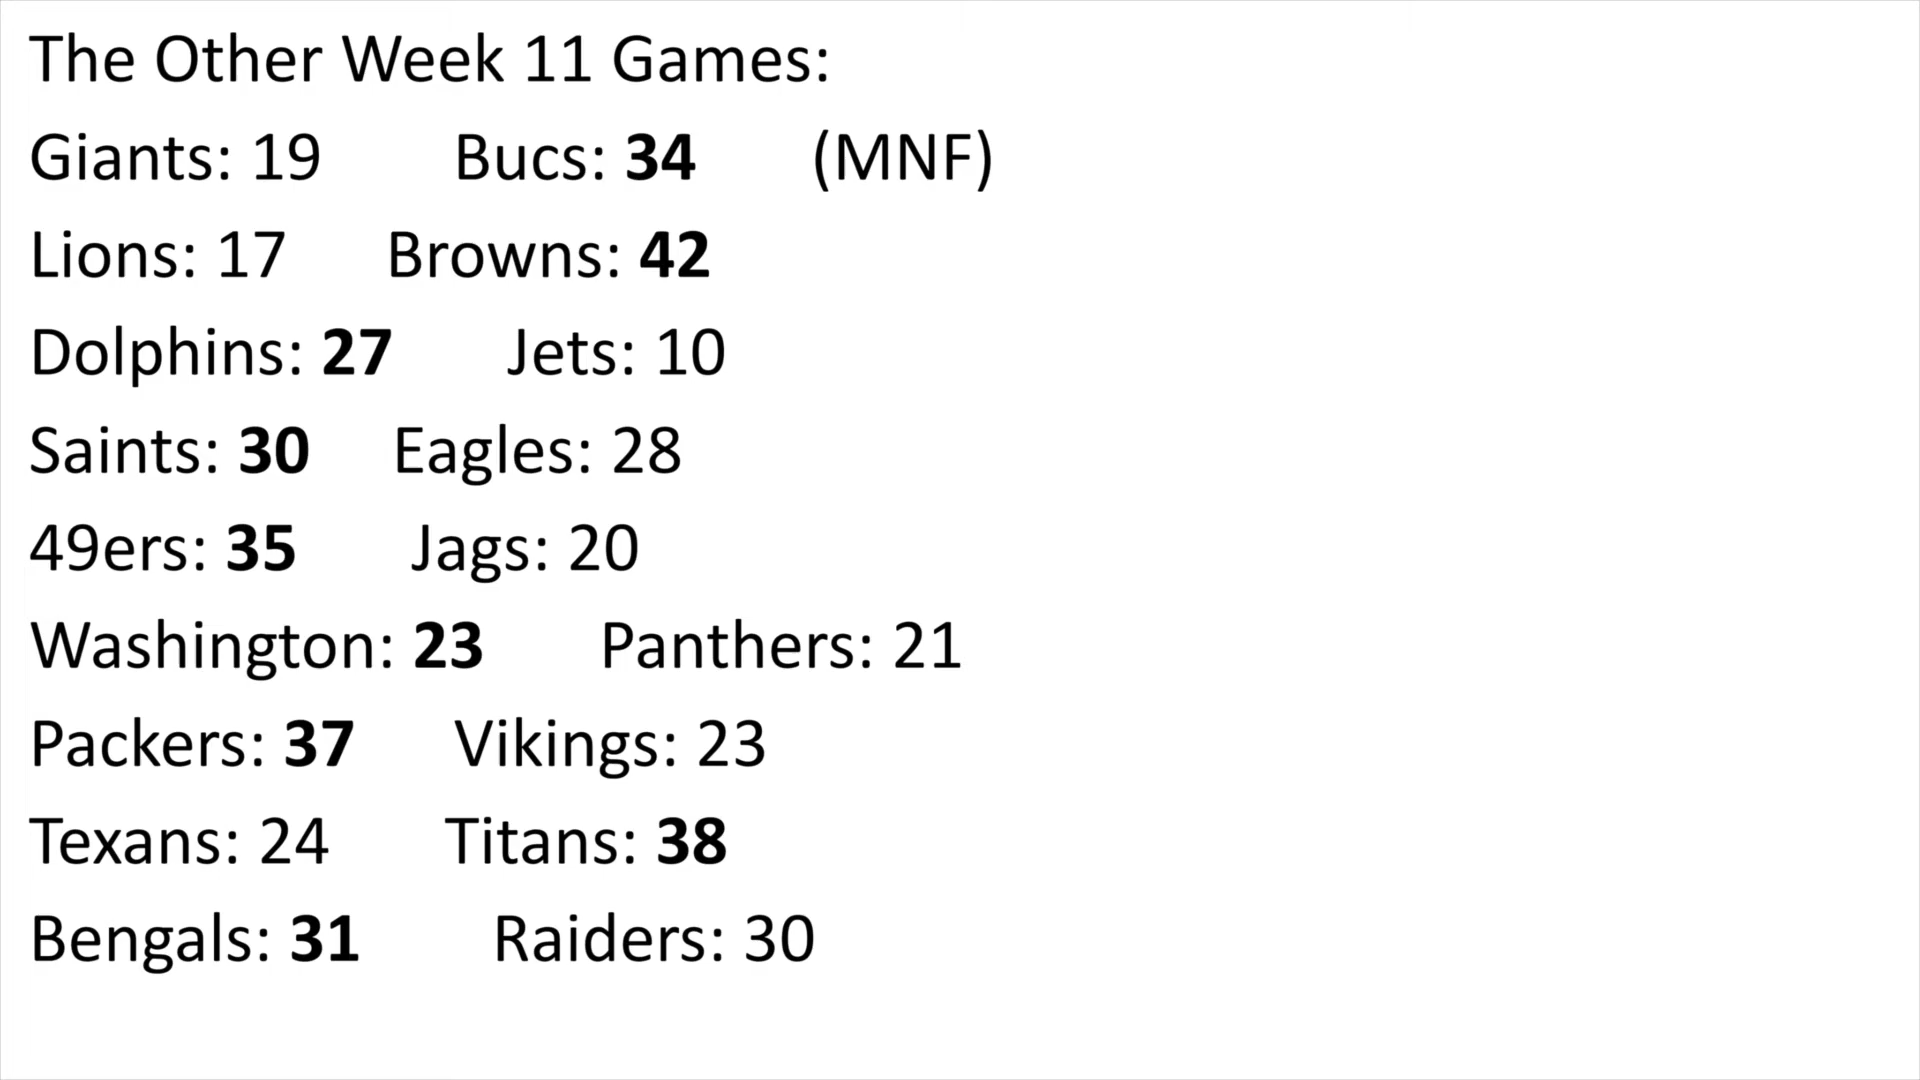 The Other Week 11 Games:
Giants: 19 Bucs: 34 (MNF)
Lions: 17 Browns: 42
Dolphins: 27 Jets: 10
Saints: 30 Eagles: 28
49ers: 35 Jags: 20
Washington: 23 Panthers: 21
Packers: 37 Vikings: 23
Texans: 24 Titans: 38
Bengals: 31 Raiders: 30